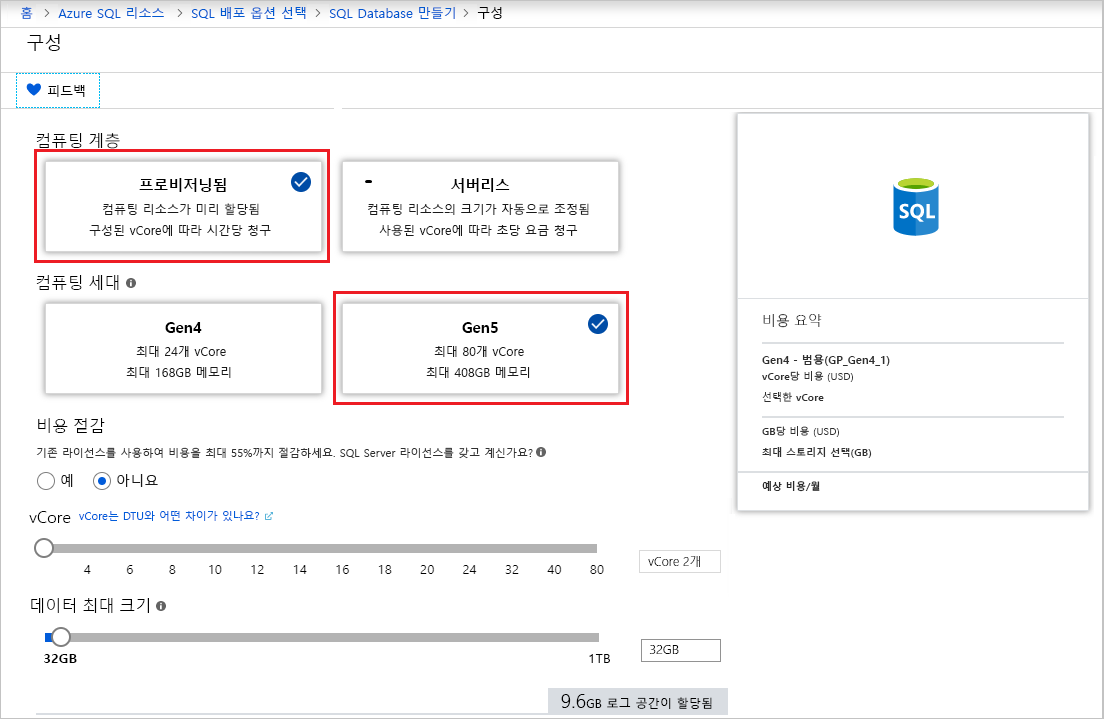 홈 > Azure SQL 리소스 > SQL 배포 옵션 선택 > SQL Database 만들기 > 구성
구성
피드백
컴퓨팅 계층
프로비저닝됨
컴퓨팅 리소스가 미리 할당됨
구성된 vCore에 따라 시간당 청구
서버리스
컴퓨팅 리소스의 크기가 자동으로 조정됨
사용된 vCore에 따라 초당 요금 청구
컴퓨팅 세대
Gen4
최대 24개 vCore
최대 168GB 메모리
Gen5
최대 80개 vCore
최대 408GB 메모리
비용 절감
기존 라이선스를 사용하여 비용을 최대 55%까지 절감하세요. SQL Server 라이선스를 갖고 계신가요?
예 아니요
vCore vCore는 DTU와 어떤 차이가 있나요?
4 6 8 10 12 14 16 18 20 24 32 40 80
vCore 2개
데이터 최대 크기
32GB 1TB
32GB
9.6GB 로그 공간이 할당됨
SQL
비용 요약
Gen4 - 범용(GP_Gen4_1)
vCore당 비용 (USD)
선택한 vCore
GB당 비용 (USD)
최대 스토리지 선택(GB)
예상 비용/월